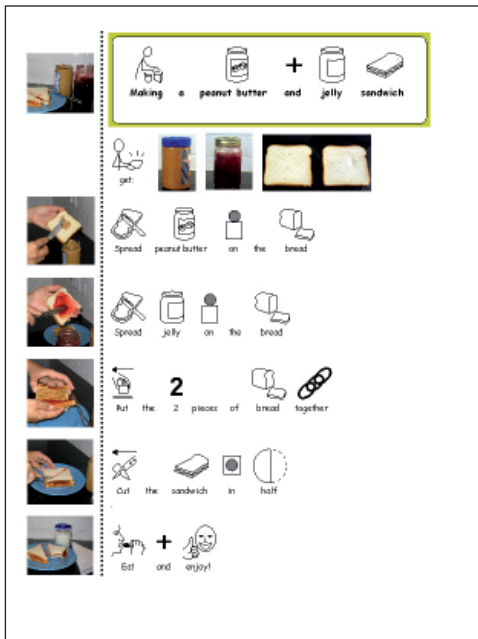 Making a peanut butter and jelly sandwich
get:
Spread peanut butter on the bread
Spread jelly on the bread
2
Put the 2 pieces of bread together
Cut the sandwich in half
Eat and enjoy!